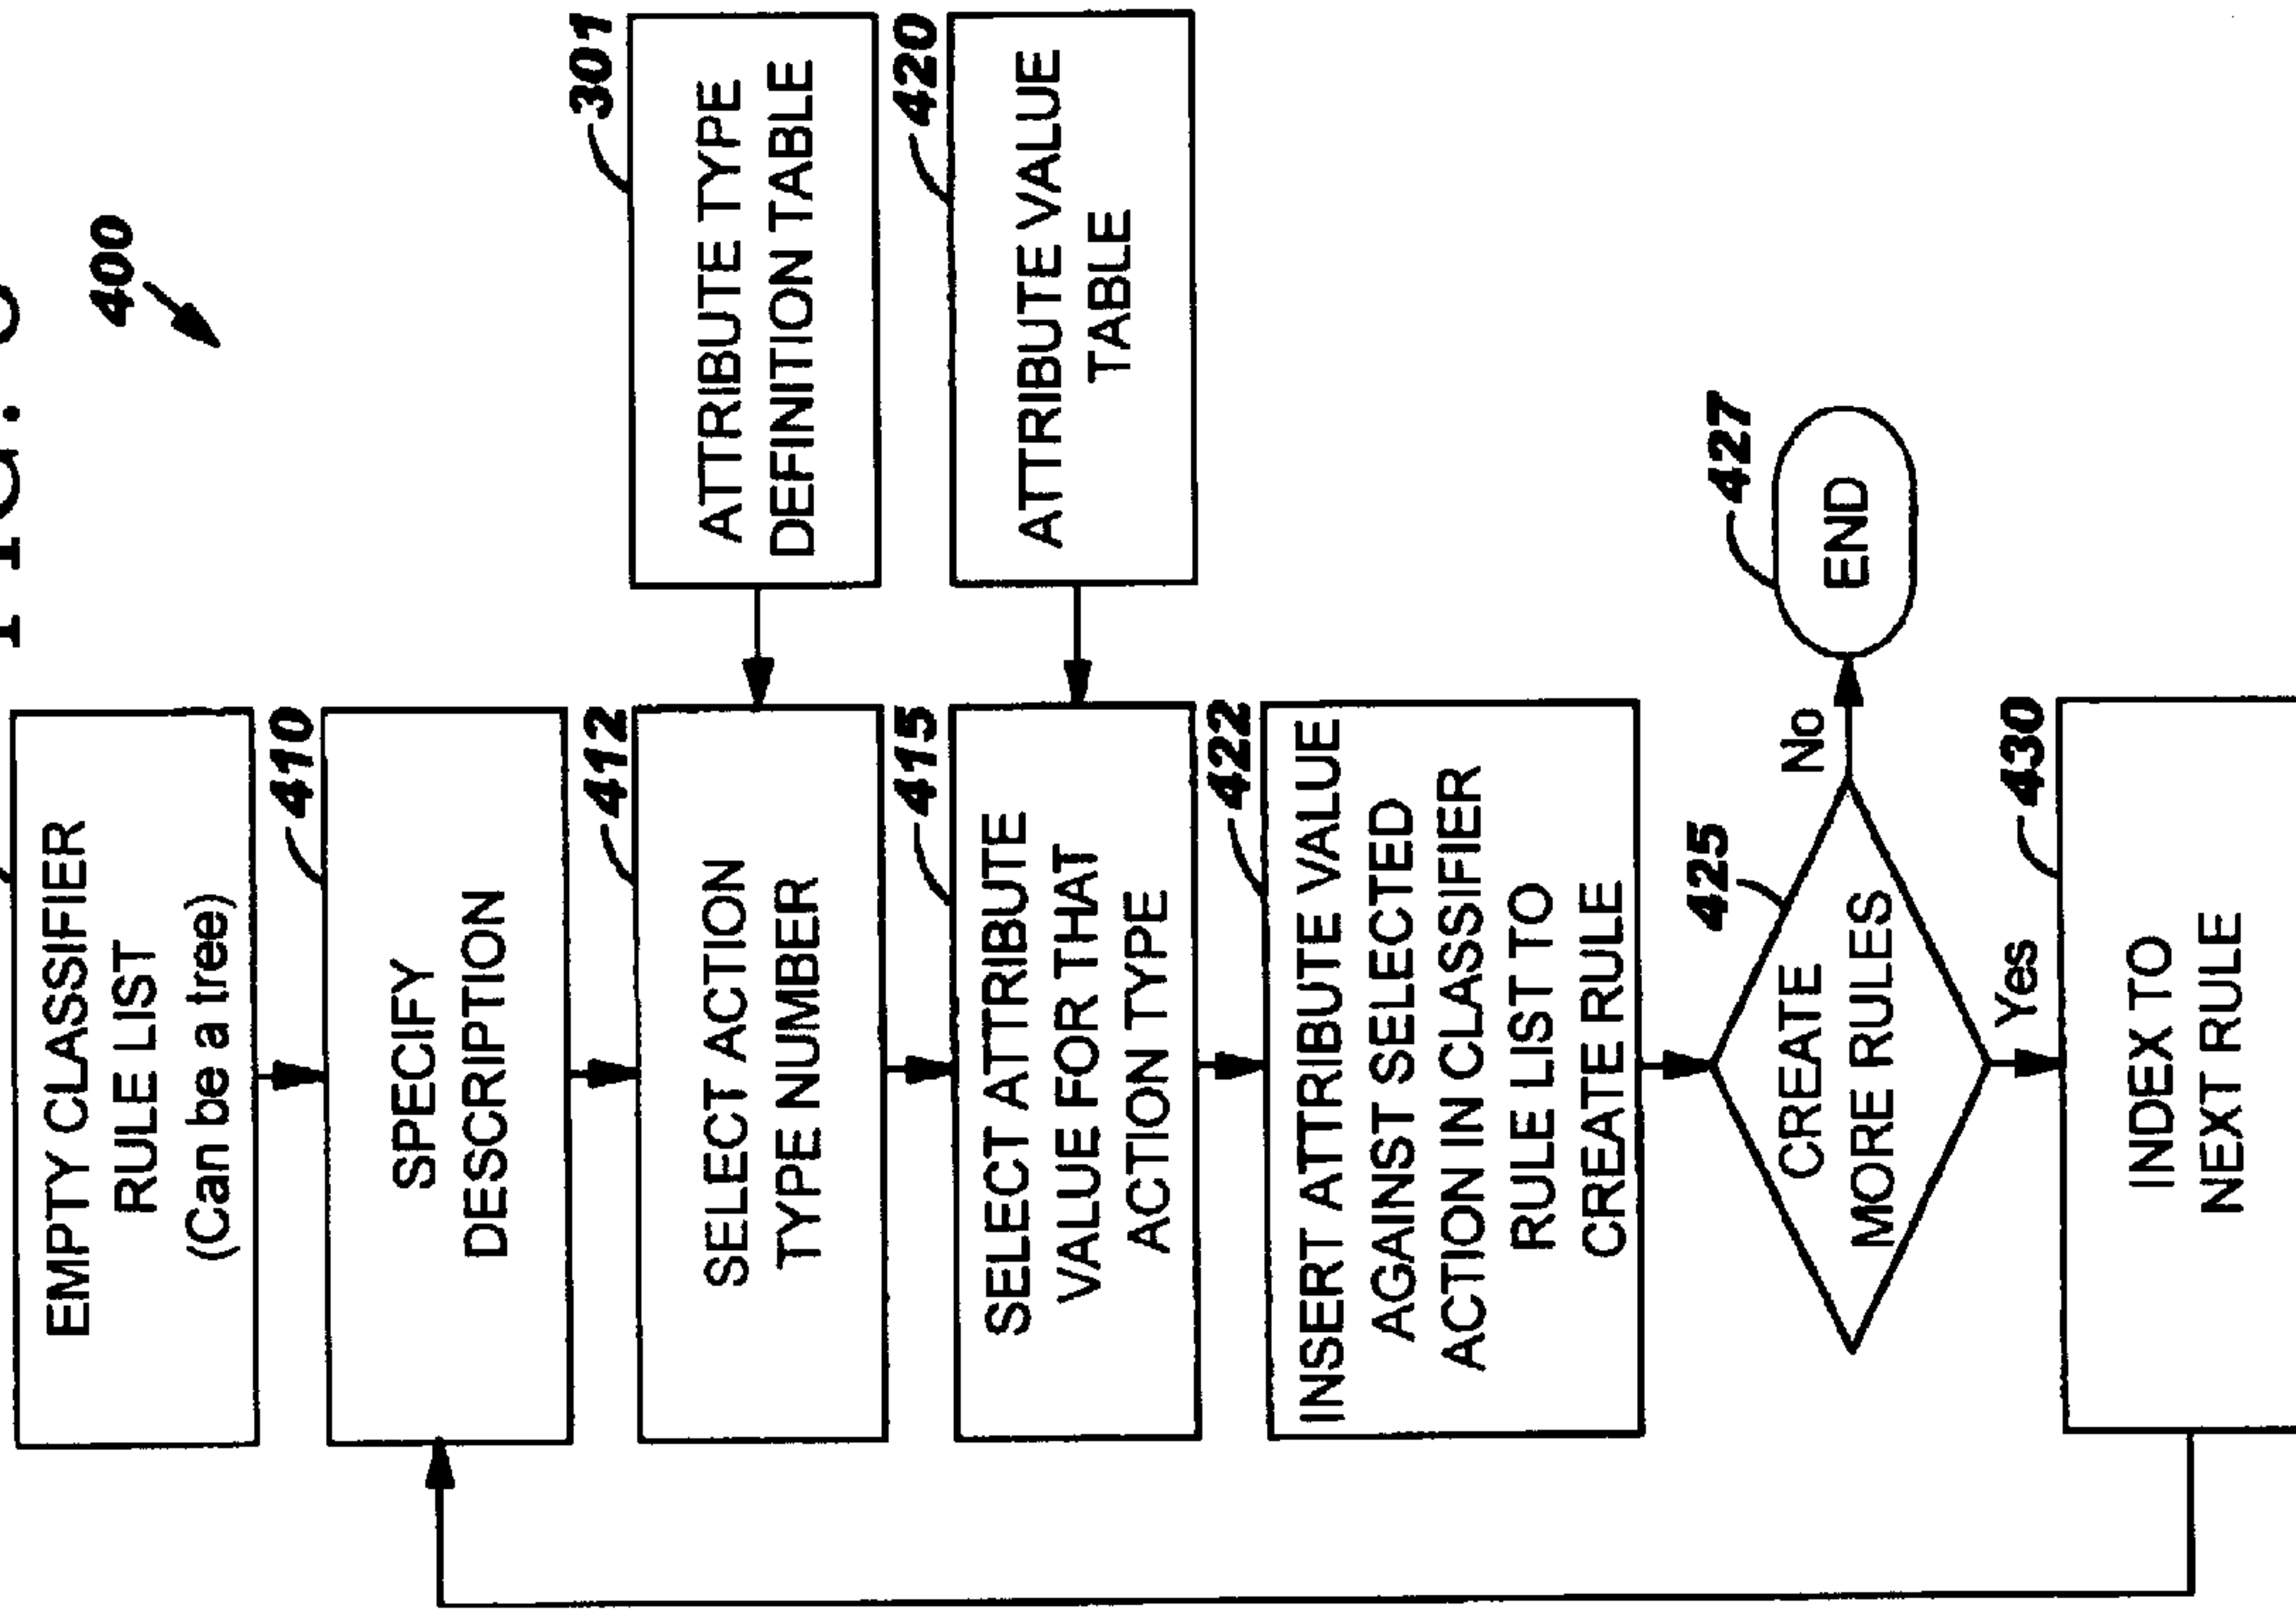 400
EMPTY CLASSIFIER
RULE LIST
(Can be a tree)
410
SPECIFY
DESCRIPTION
412
SELECT ACTION
TYPE NUMBER
301
ATTRIBUTE TYPE
DEFINITION TABLE
415
SELECT ATTRIBUTE
VALUE FOR THAT
ACTION TYPE
420
ATTRIBUTE VALUE
TABLE
422
INSERT ATTRIBUTE VALUE
AGAINST SELECTED
ACTION IN CLASSIFIER
RULE LIST TO
CREATE RULE
425
CREATE
MORE RULES
No
427
END
Yes
430
INDEX TO
NEXT RULE